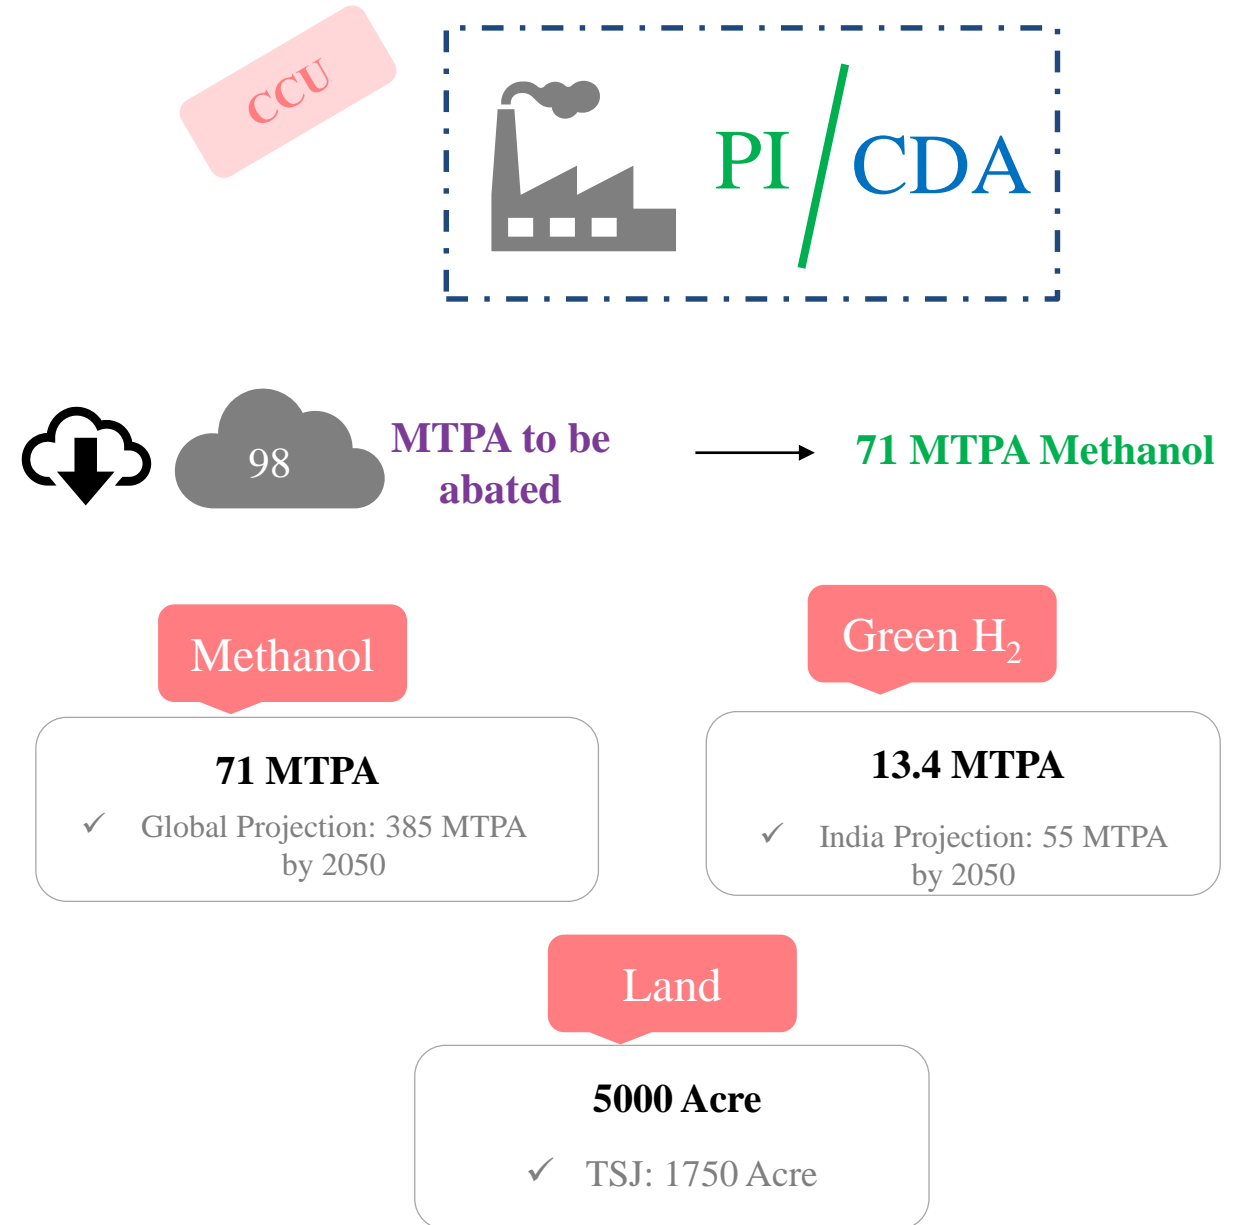 CCU
PI/CDA
98
MTPA to be
abated
71 MTPA Methanol
Methanol
Green H₂
71 MTPA
✓ Global Projection: 385 MTPA
by 2050
13.4 MTPA
✓ India Projection: 55 MTPA
by 2050
Land
5000 Acre
✓ TSJ: 1750 Acre